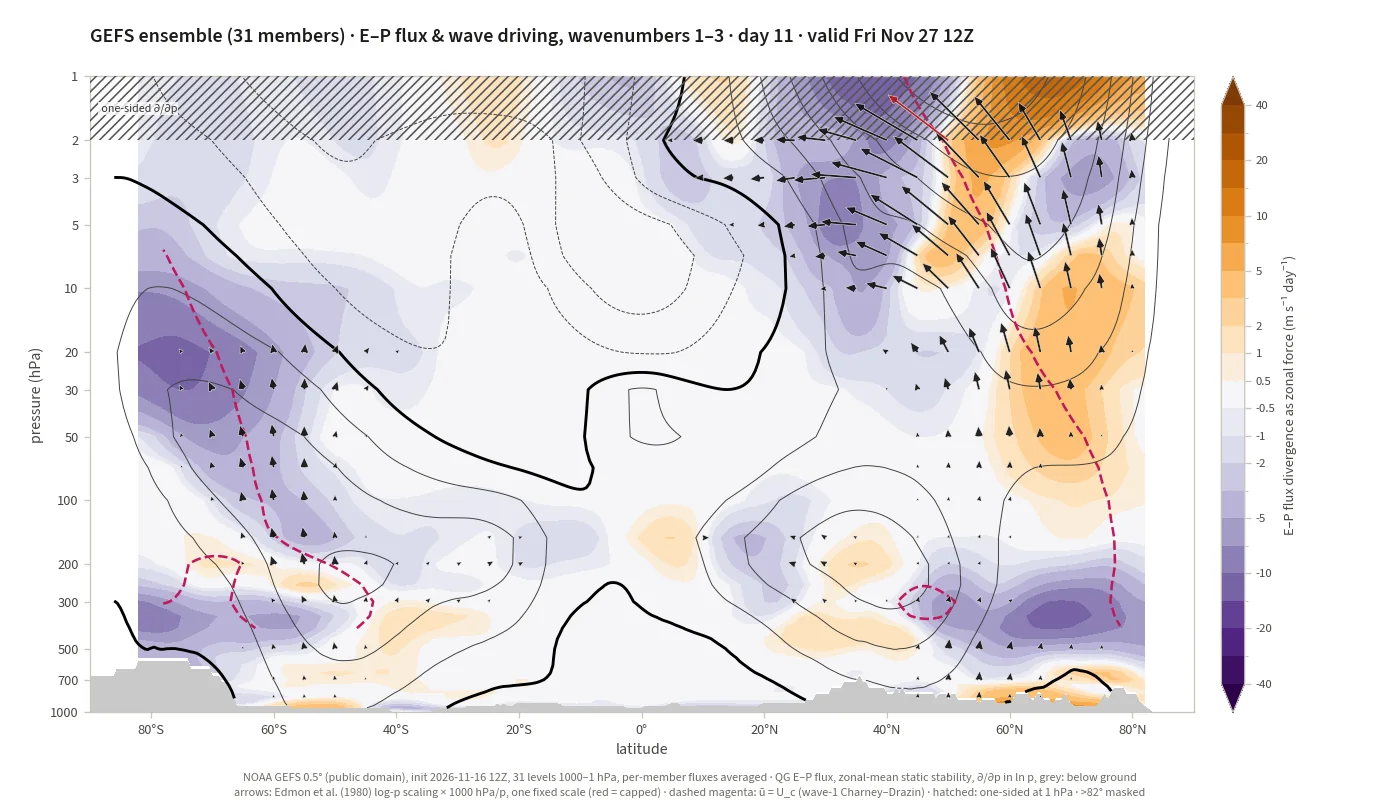 GEFS ensemble (31 members) · E–P flux & wave driving, wavenumbers 1–3 · day 11 · valid Fri Nov 27 12Z
one-sided ∂/∂p
pressure (hPa)
1
2
3
5
10
20
30
50
100
200
300
500
700
1000
80°S
60°S
40°S
20°S
0°
20°N
40°N
60°N
80°N
latitude
40
20
10
5
2
1
0.5
-0.5
-1
-2
-5
-10
-20
-40
E–P flux divergence as zonal force (m s⁻¹ day⁻¹)
NOAA GEFS 0.5° (public domain), init 2026-11-16 12Z, 31 levels 1000–1 hPa, per-member fluxes averaged · QG E–P flux, zonal-mean static stability, ∂/∂p in ln p, grey: below ground
arrows: Edmon et al. (1980) log-p scaling × 1000 hPa/p, one fixed scale (red = capped) · dashed magenta: ū = U_c (wave-1 Charney–Drazin) · hatched: one-sided at 1 hPa · >82° masked